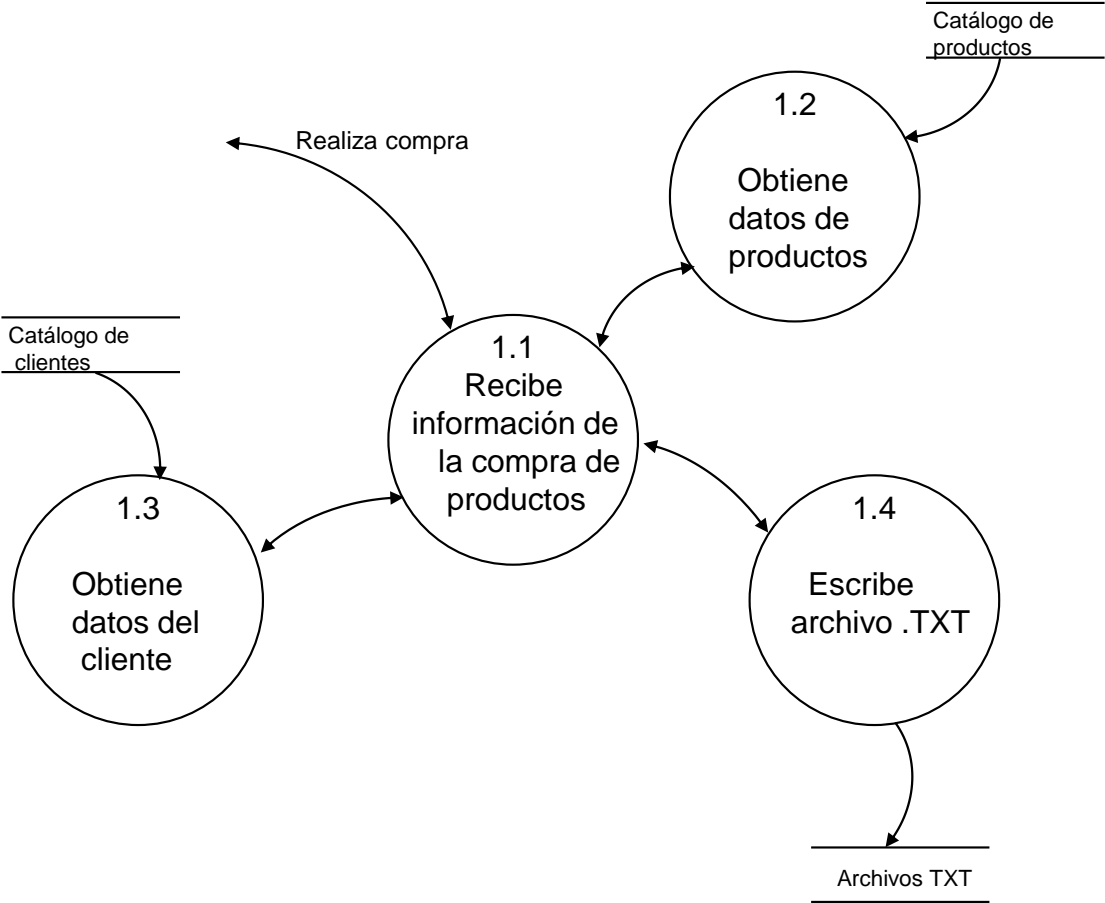 Catálogo de
productos
1.2
Obtiene
datos de
productos
Realiza compra
Catálogo de
clientes
1.1
Recibe
información de
la compra de
productos
1.3
Obtiene
datos del
cliente
1.4
Escribe
archivo .TXT
Archivos TXT